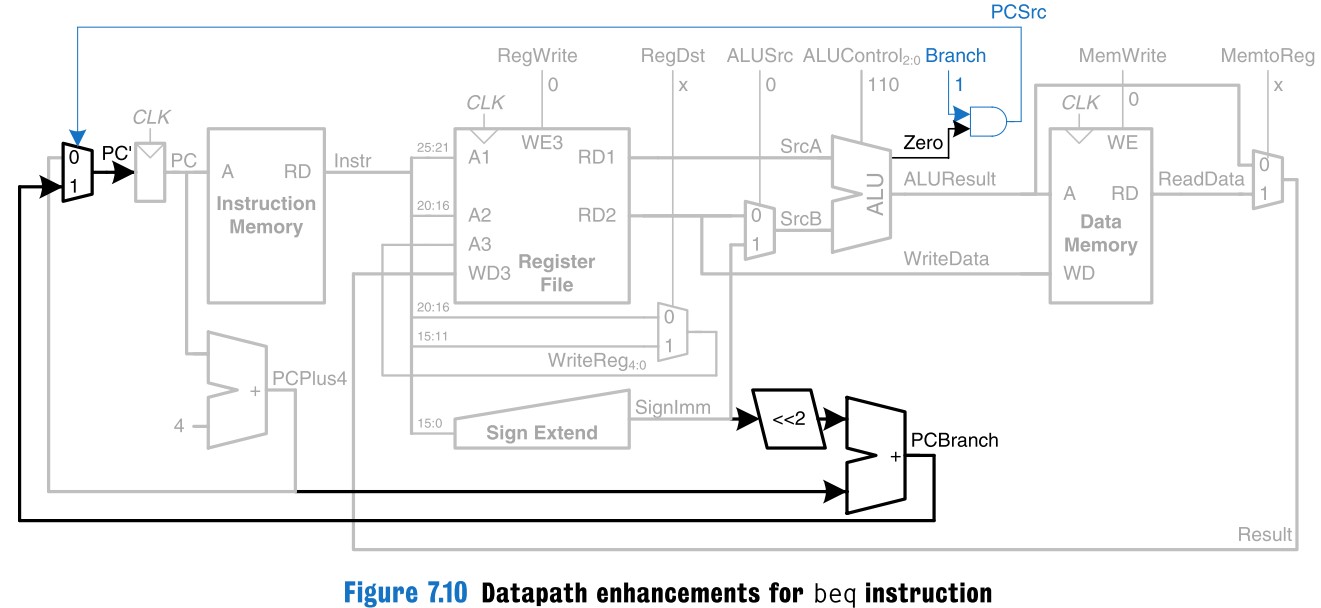 PCSrc
RegWrite RegDst ALUSrc ALUControl2:0 Branch MemWrite MemtoReg
0 x 0 110 1 0 x
CLK CLK CLK
0 PC' PC A RD Instr 25:21 A1 WE3 RD1 SrcA Zero WE 0
1 Instruction Memory 20:16 A2 RD2 0 SrcB ALU ALUResult A RD ReadData 1
A3 1 Data Memory
WD3 Register File WriteData WD
20:16 0
15:11 1
WriteReg4:0
PCPlus4
+
4 15:0 Sign Extend SignImm <<2 + PCBranch
Result
Figure 7.10 Datapath enhancements for beq instruction